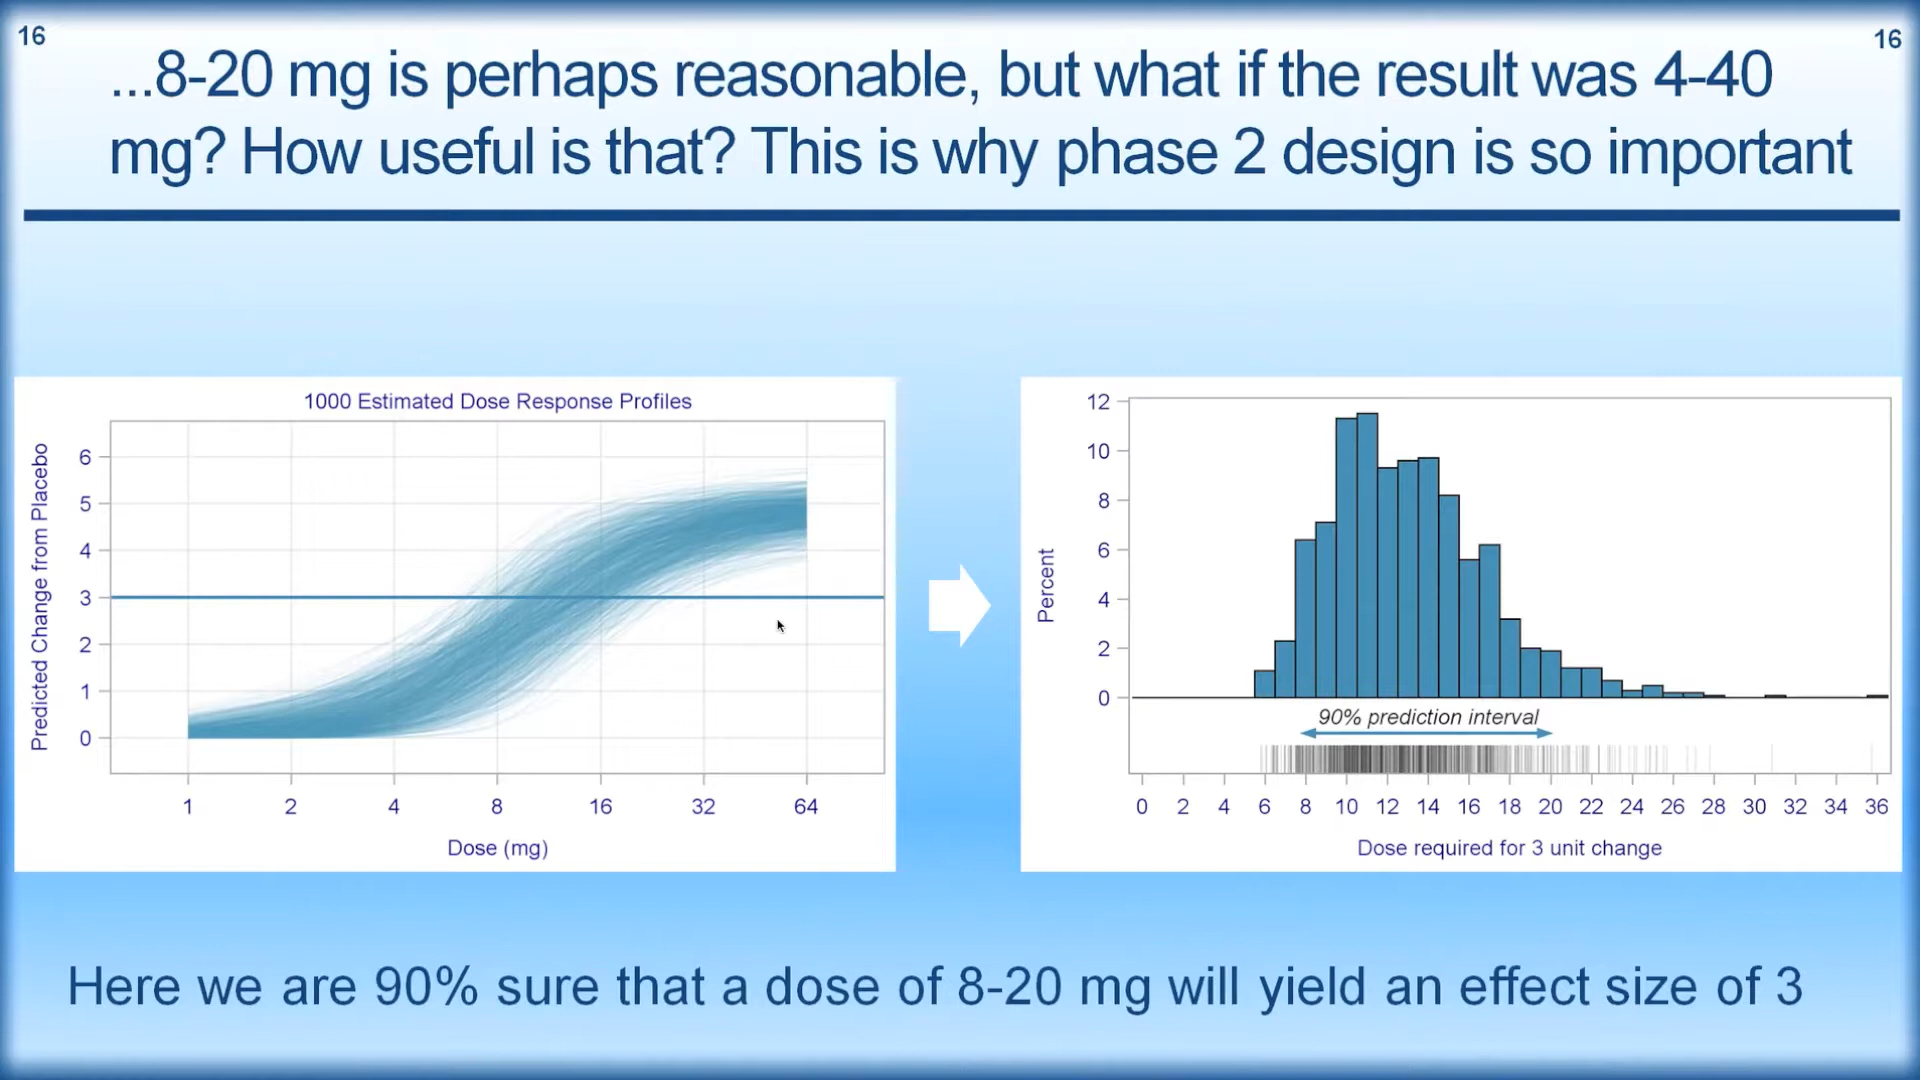 16
16
...8-20 mg is perhaps reasonable, but what if the result was 4-40
mg? How useful is that? This is why phase 2 design is so important
1000 Estimated Dose Response Profiles
Predicted Change from Placebo
6
5
4
3
2
1
0
1 2 4 8 16 32 64
Dose (mg)
Percent
12
10
8
6
4
2
0
90% prediction interval
0 2 4 6 8 10 12 14 16 18 20 22 24 26 28 30 32 34 36
Dose required for 3 unit change
Here we are 90% sure that a dose of 8-20 mg will yield an effect size of 3